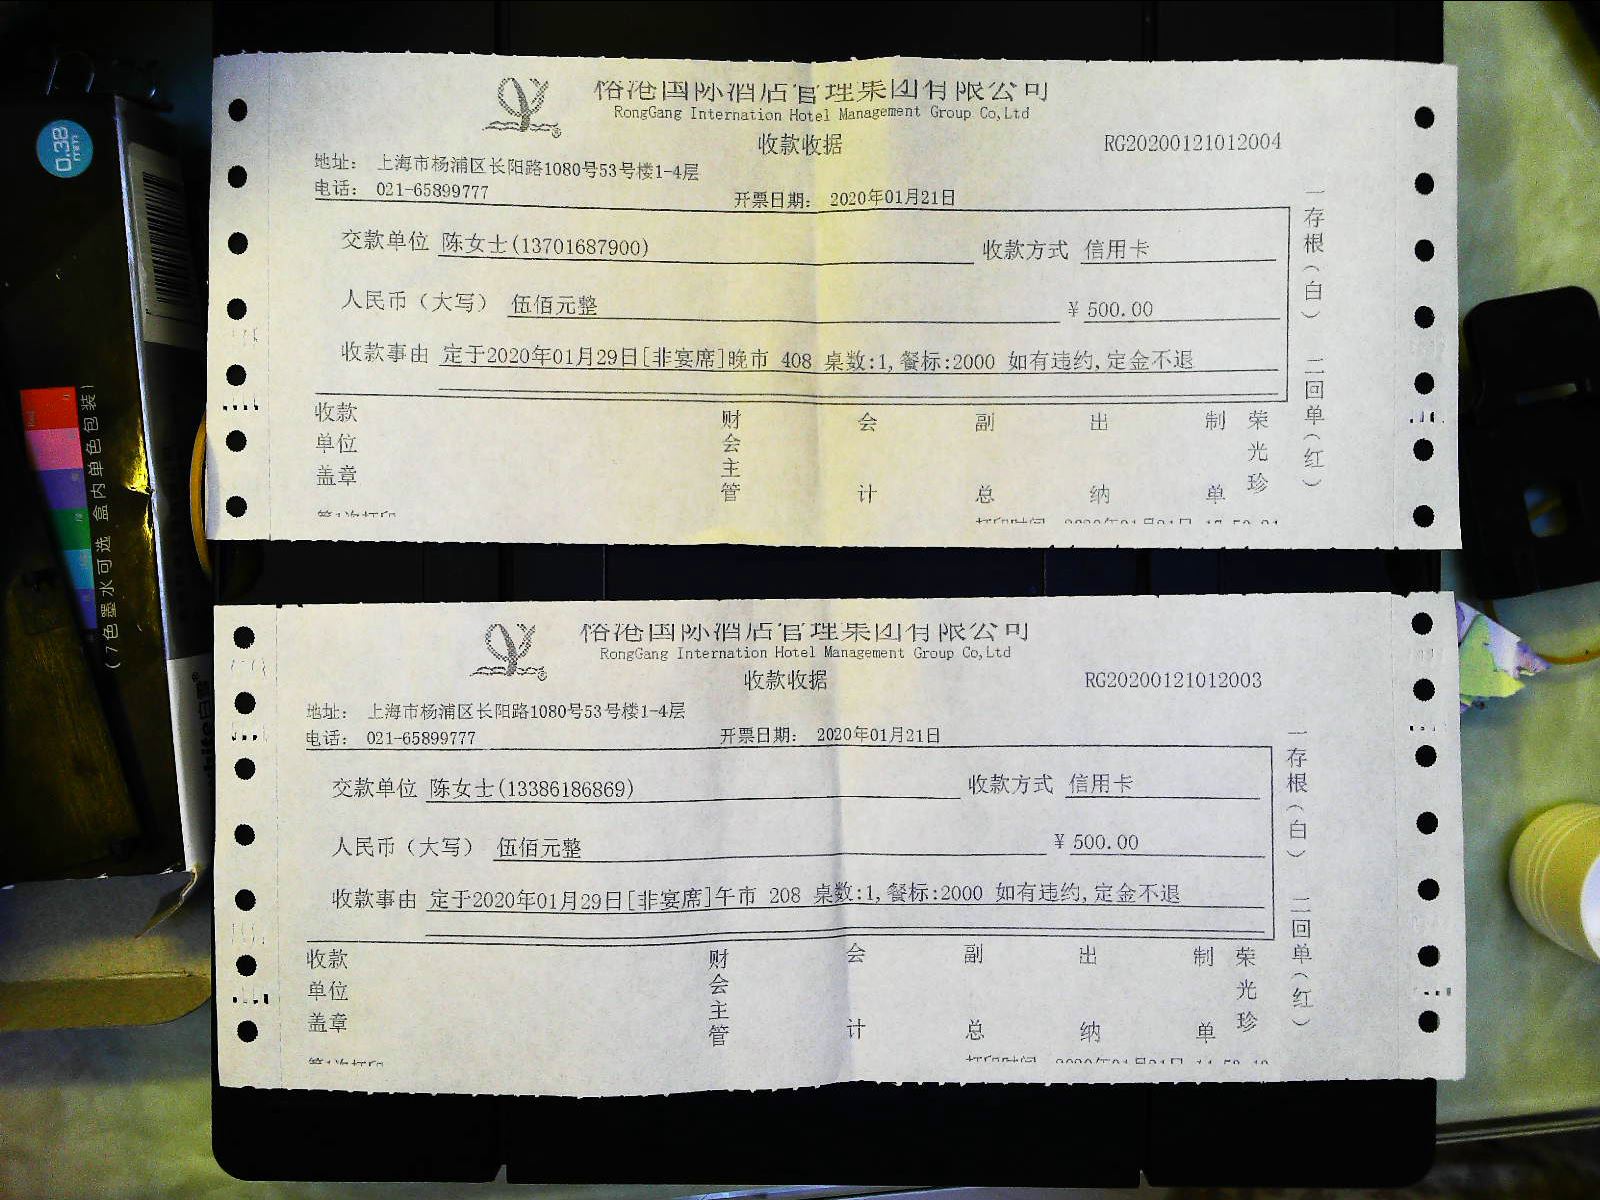 裕港国际酒店管理集团有限公司
RongGang Internation Hotel Management Group Co,Ltd
收款收据
RG20200121012004
地址: 上海市杨浦区长阳路1080号53号楼1-4层
电话: 021-65899777
开票日期: 2020年01月21日
交款单位 陈女士(13701687900)
收款方式 信用卡
人民币(大写) 伍佰元整
¥ 500.00
收款事由 定于2020年01月29日[非宴席]晚市 408 桌数:1,餐标:2000 如有违约,定金不退
收款单位盖章
财会主管
会计
副总
出纳
制单
荣光珍
一存根(白) 二回单(红)
第1次打印
裕港国际酒店管理集团有限公司
RongGang Internation Hotel Management Group Co,Ltd
收款收据
RG20200121012003
地址: 上海市杨浦区长阳路1080号53号楼1-4层
电话: 021-65899777
开票日期: 2020年01月21日
交款单位 陈女士(13386186869)
收款方式 信用卡
人民币(大写) 伍佰元整
¥ 500.00
收款事由 定于2020年01月29日[非宴席]午市 208 桌数:1,餐标:2000 如有违约,定金不退
收款单位盖章
财会主管
会计
副总
出纳
制单
荣光珍
一存根(白) 二回单(红)
第1次打印
0.38
mm
(7色墨水可选 盒内单色包装)